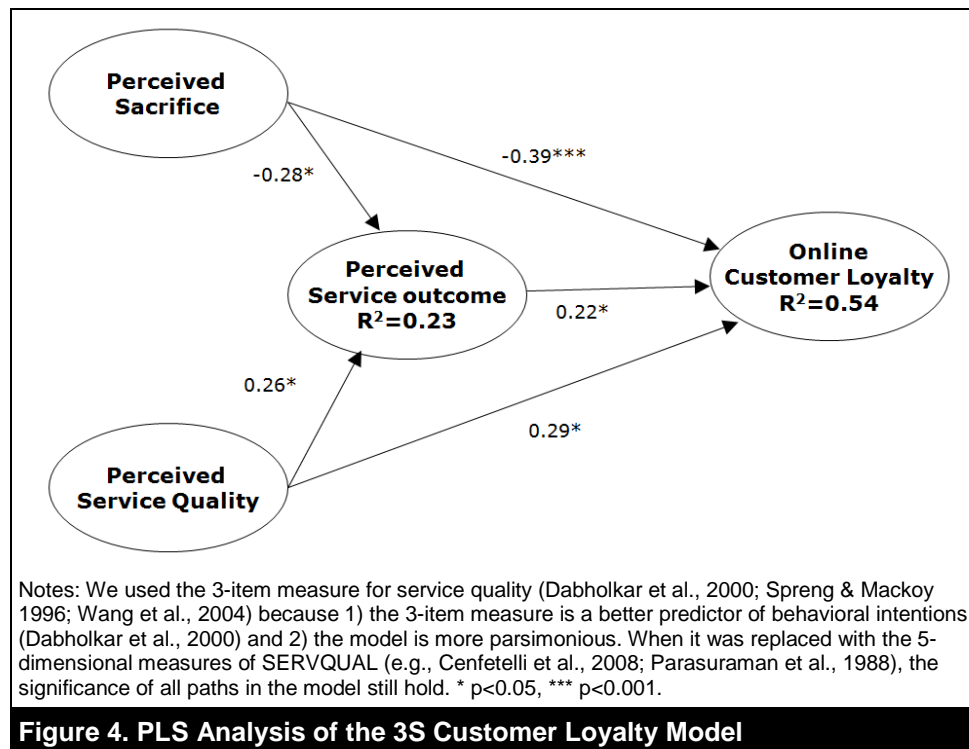 Perceived
Sacrifice
-0.39***
-0.28*
Perceived
Service outcome
R²=0.23
Online
Customer Loyalty
R²=0.54
0.22*
0.26*
0.29*
Perceived
Service Quality
Notes: We used the 3-item measure for service quality (Dabholkar et al., 2000; Spreng & Mackoy
1996; Wang et al., 2004) because 1) the 3-item measure is a better predictor of behavioral intentions
(Dabholkar et al., 2000) and 2) the model is more parsimonious. When it was replaced with the 5-
dimensional measures of SERVQUAL (e.g., Cenfetelli et al., 2008; Parasuraman et al., 1988), the
significance of all paths in the model still hold. * p<0.05, *** p<0.001.
Figure 4. PLS Analysis of the 3S Customer Loyalty Model